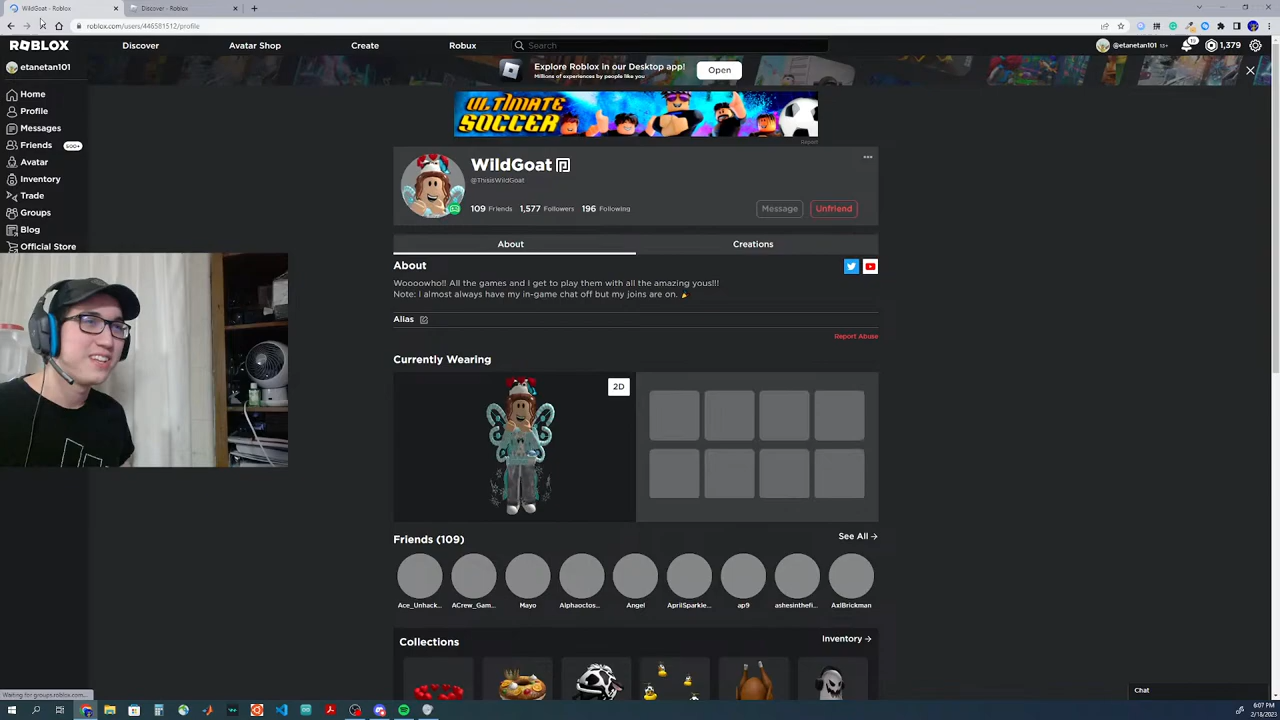 WildGoat - Roblox
Discover - Roblox
roblox.com/users/446581512/profile
ROBLOX
Discover
Avatar Shop
Create
Robux
Search
@etanetan101
13+
15
1,379
etanetan101
Explore Roblox in our Desktop app!
Millions of experiences by people like you
Open
Home
Profile
Messages
Friends
500+
Avatar
Inventory
Trade
Groups
Blog
Official Store
ULTIMATE
SOCCER
Report
WildGoat
@ThisisWildGoat
109 Friends
1,577 Followers
196 Following
Message
Unfriend
About
Creations
About
Woooowho!! All the games and I get to play them with all the amazing yous!!!
Note: I almost always have my in-game chat off but my joins are on.
Alias
Report Abuse
Currently Wearing
2D
Friends (109)
See All
Ace_Unhack...
ACrew_Gam...
Mayo
Alphaoctos...
Angel
AprilSparkle...
ap9
ashesinthefi...
AxlBrickman
Collections
Inventory
Waiting for groups.roblox.com...
Chat
6:07 PM
2/18/2023